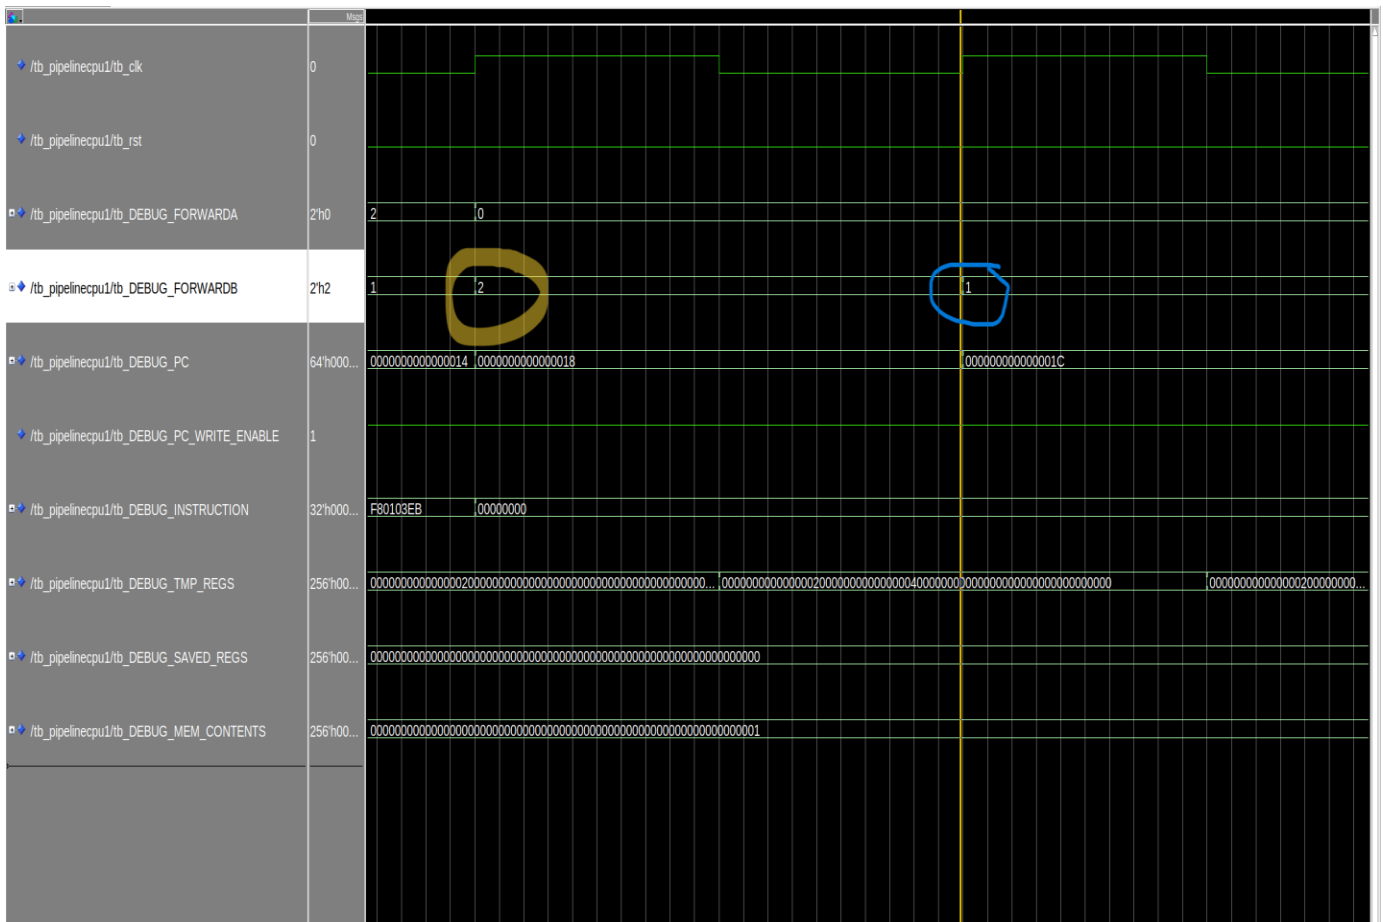 Msgs
/tb_pipelinecpu1/tb_clk 0
/tb_pipelinecpu1/tb_rst 0
/tb_pipelinecpu1/tb_DEBUG_FORWARDA 2'h0 2 0
/tb_pipelinecpu1/tb_DEBUG_FORWARDB 2'h2 1 2 1
/tb_pipelinecpu1/tb_DEBUG_PC 64'h000... 0000000000000014 0000000000000018 000000000000001C
/tb_pipelinecpu1/tb_DEBUG_PC_WRITE_ENABLE 1
/tb_pipelinecpu1/tb_DEBUG_INSTRUCTION 32'h000... F80103EB 00000000
/tb_pipelinecpu1/tb_DEBUG_TMP_REGS 256'h00... 00000000000000020000000000000000000000000000000000000000... 0000000000000002000000000000000400000000000000000000000000000000 0000000000000002000000000...
/tb_pipelinecpu1/tb_DEBUG_SAVED_REGS 256'h00... 0000000000000000000000000000000000000000000000000000000000000000
/tb_pipelinecpu1/tb_DEBUG_MEM_CONTENTS 256'h00... 0000000000000000000000000000000000000000000000000000000000000001